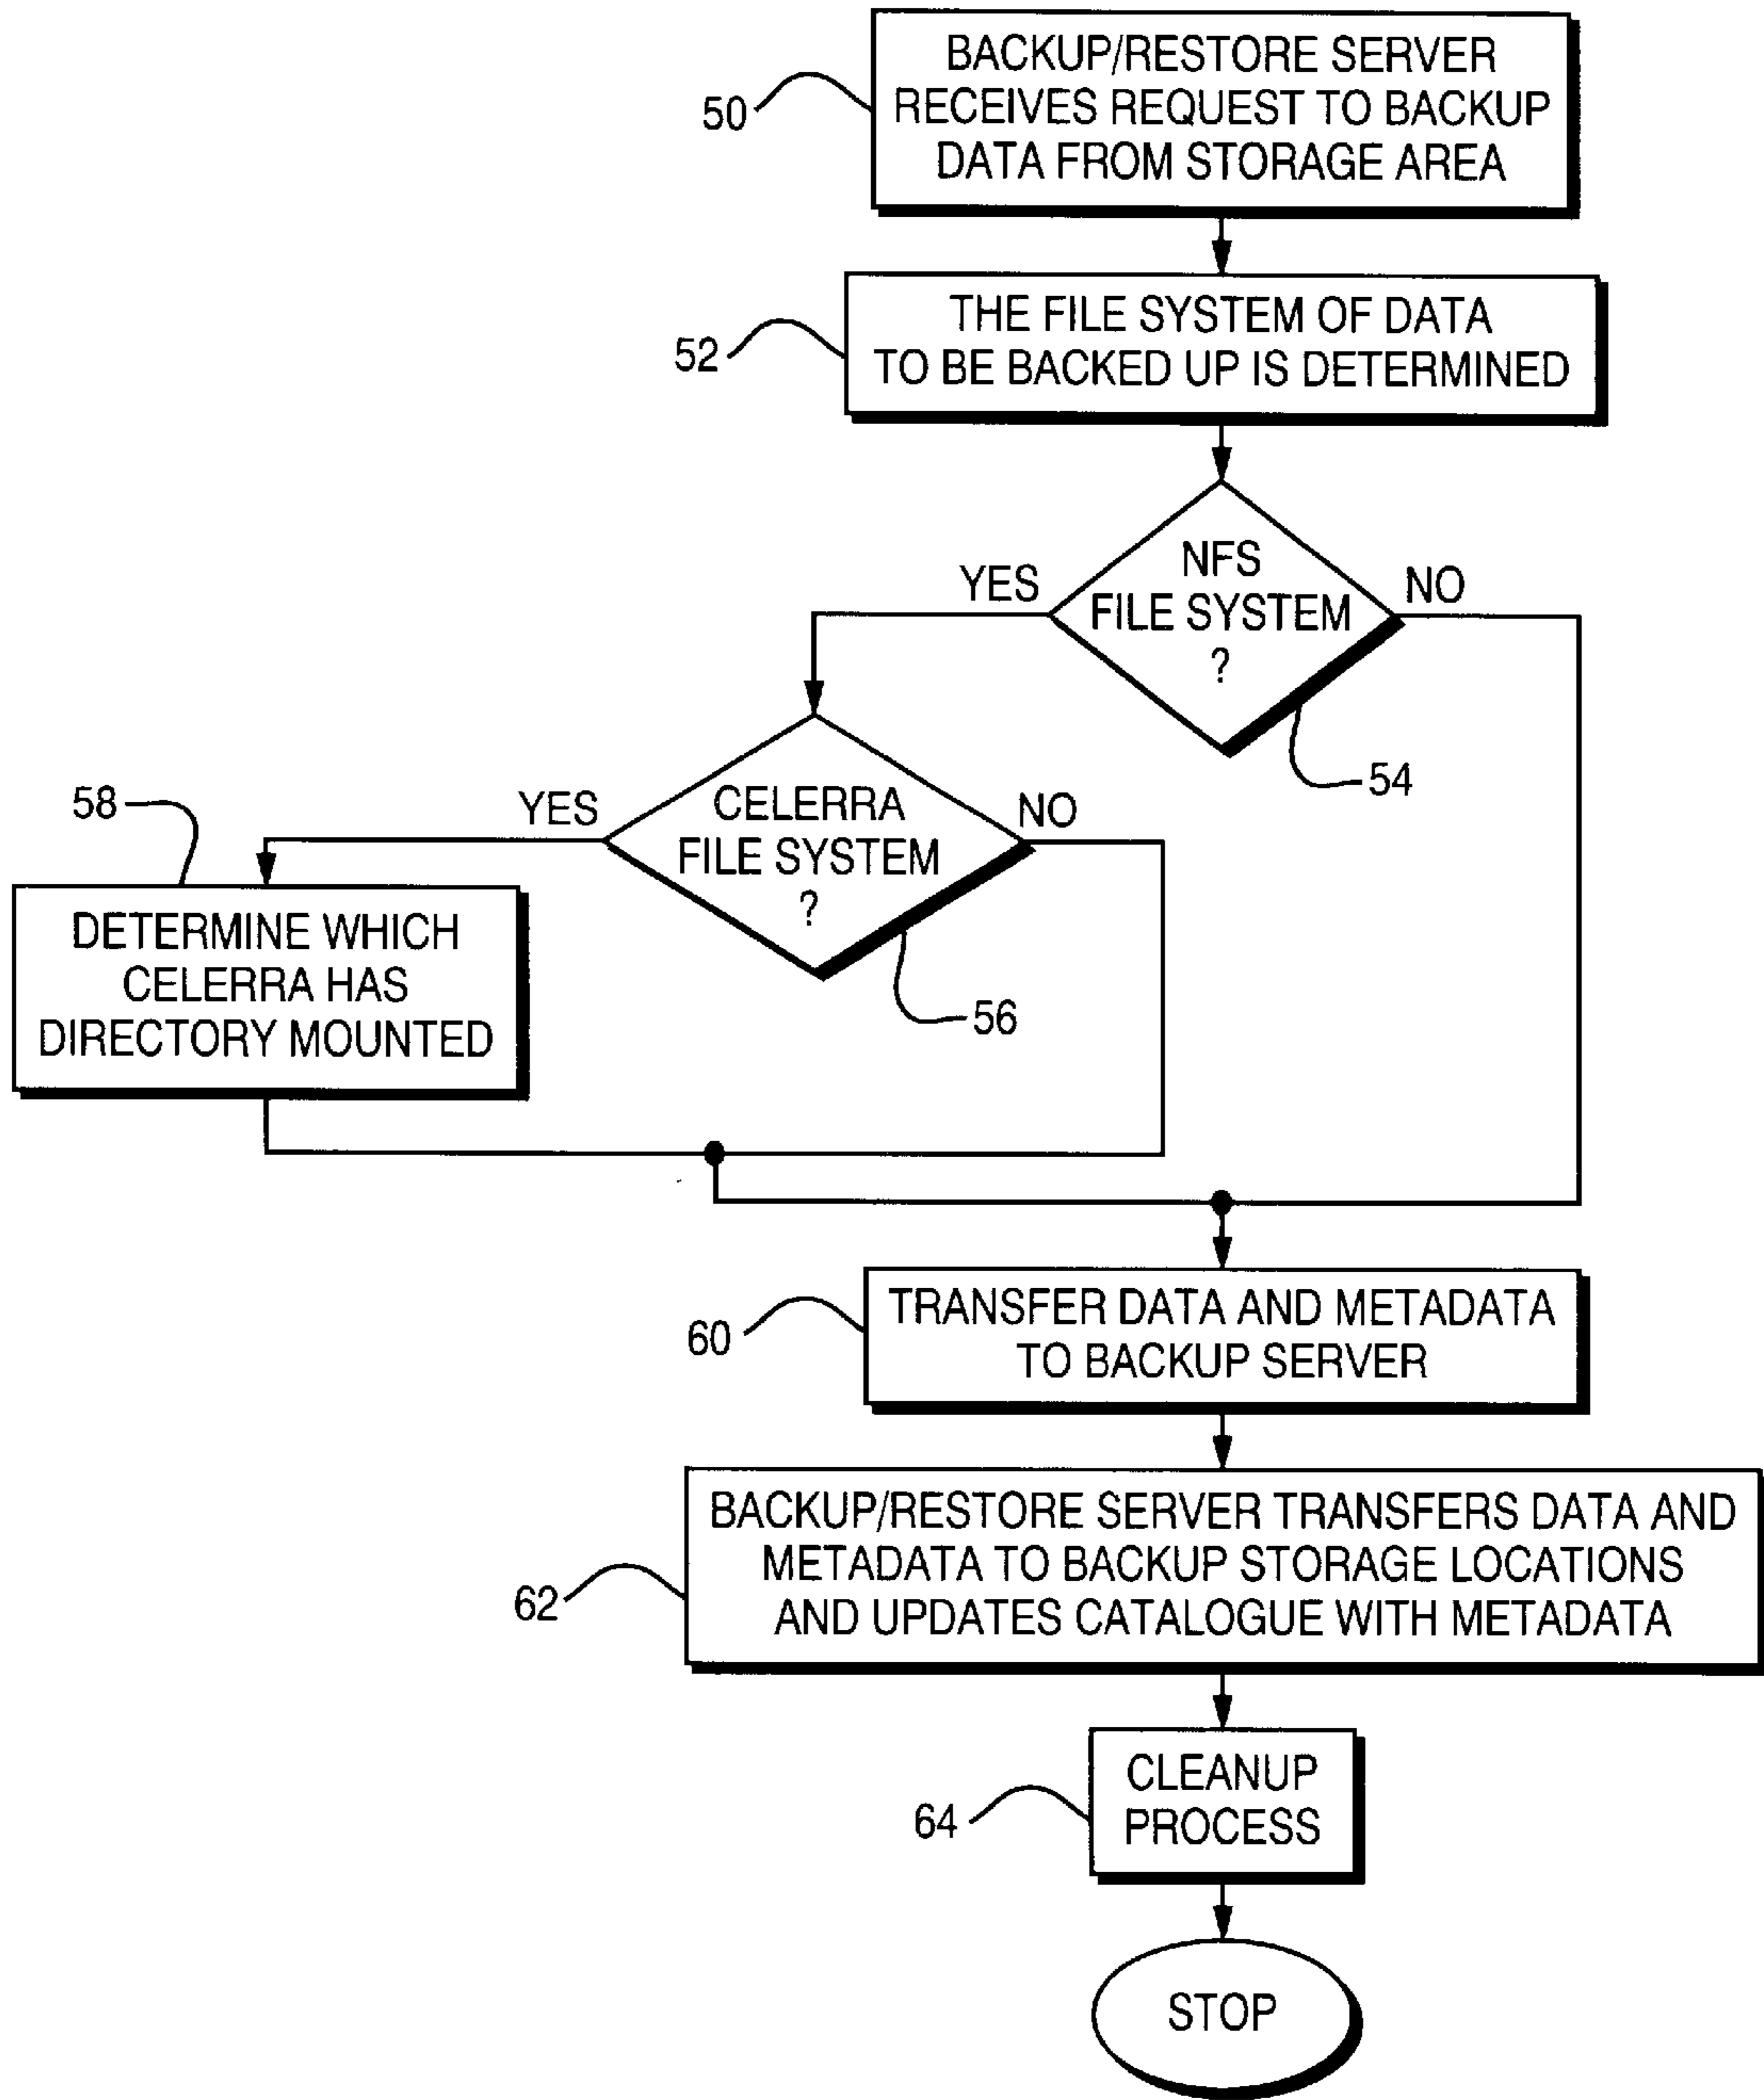 BACKUP/RESTORE SERVER
RECEIVES REQUEST TO BACKUP
DATA FROM STORAGE AREA
50
THE FILE SYSTEM OF DATA
TO BE BACKED UP IS DETERMINED
52
NFS
FILE SYSTEM
?
YES
NO
54
CELERRA
FILE SYSTEM
?
YES
NO
56
58
DETERMINE WHICH
CELERRA HAS
DIRECTORY MOUNTED
TRANSFER DATA AND METADATA
TO BACKUP SERVER
60
BACKUP/RESTORE SERVER TRANSFERS DATA AND
METADATA TO BACKUP STORAGE LOCATIONS
AND UPDATES CATALOGUE WITH METADATA
62
CLEANUP
PROCESS
64
STOP